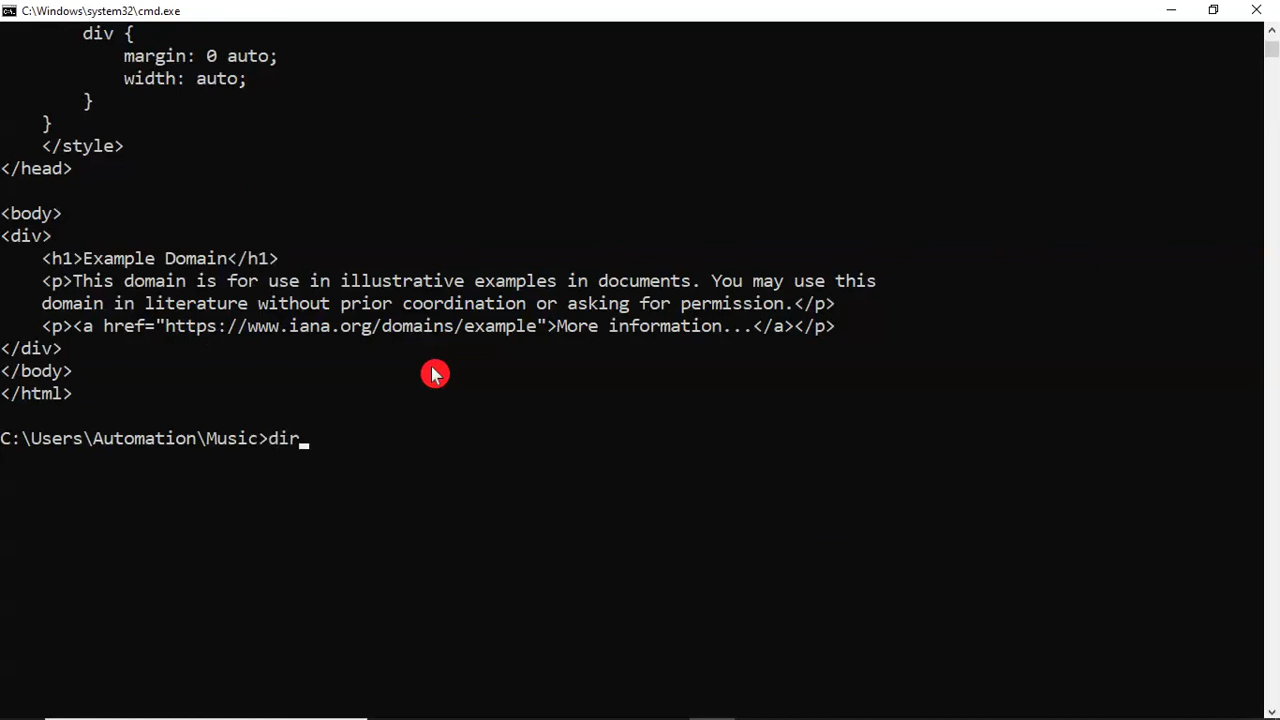 C:\Windows\system32\cmd.exe
        div {
            margin: 0 auto;
            width: auto;
        }
    }
    </style>
</head>

<body>
<div>
    <h1>Example Domain</h1>
    <p>This domain is for use in illustrative examples in documents. You may use this
    domain in literature without prior coordination or asking for permission.</p>
    <p><a href="https://www.iana.org/domains/example">More information...</a></p>
</div>
</body>
</html>

C:\Users\Automation\Music>dir_